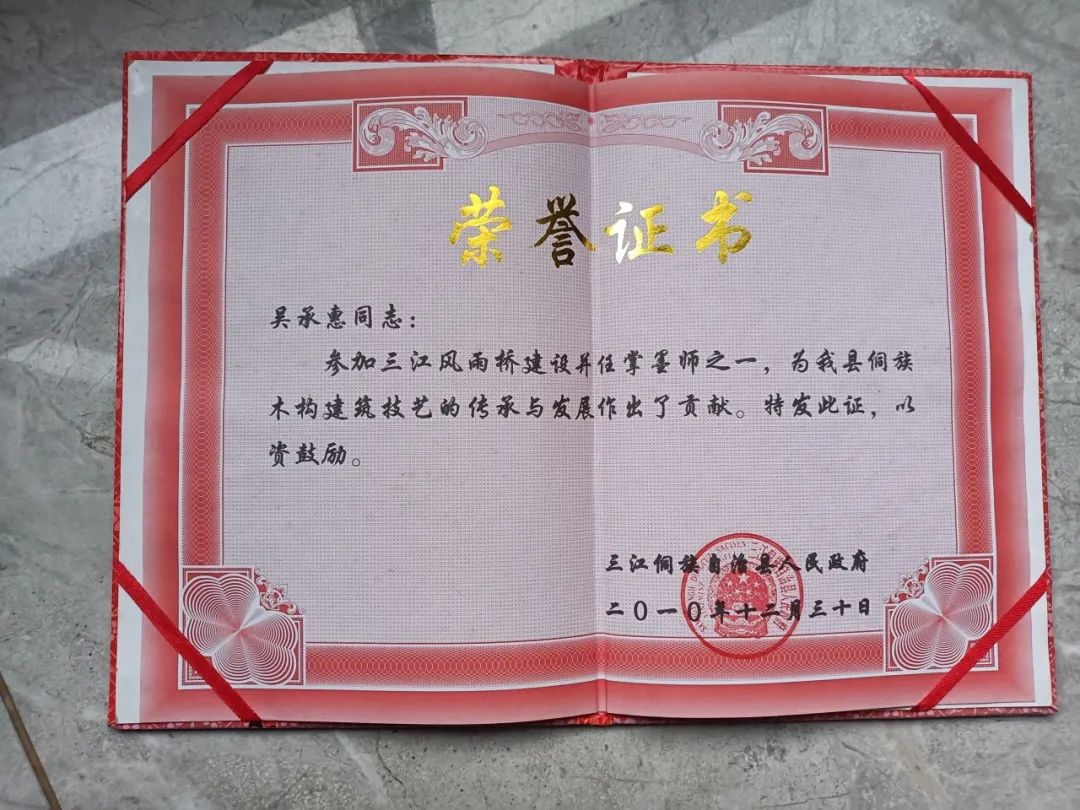 荣誉证书
吴承惠同志：
参加三江风雨桥建设并任掌墨师之一，为我县侗族
木构建筑技艺的传承与发展作出了贡献。特发此证，以
资鼓励。
三江侗族自治县人民政府
二０一０年十二月三十日